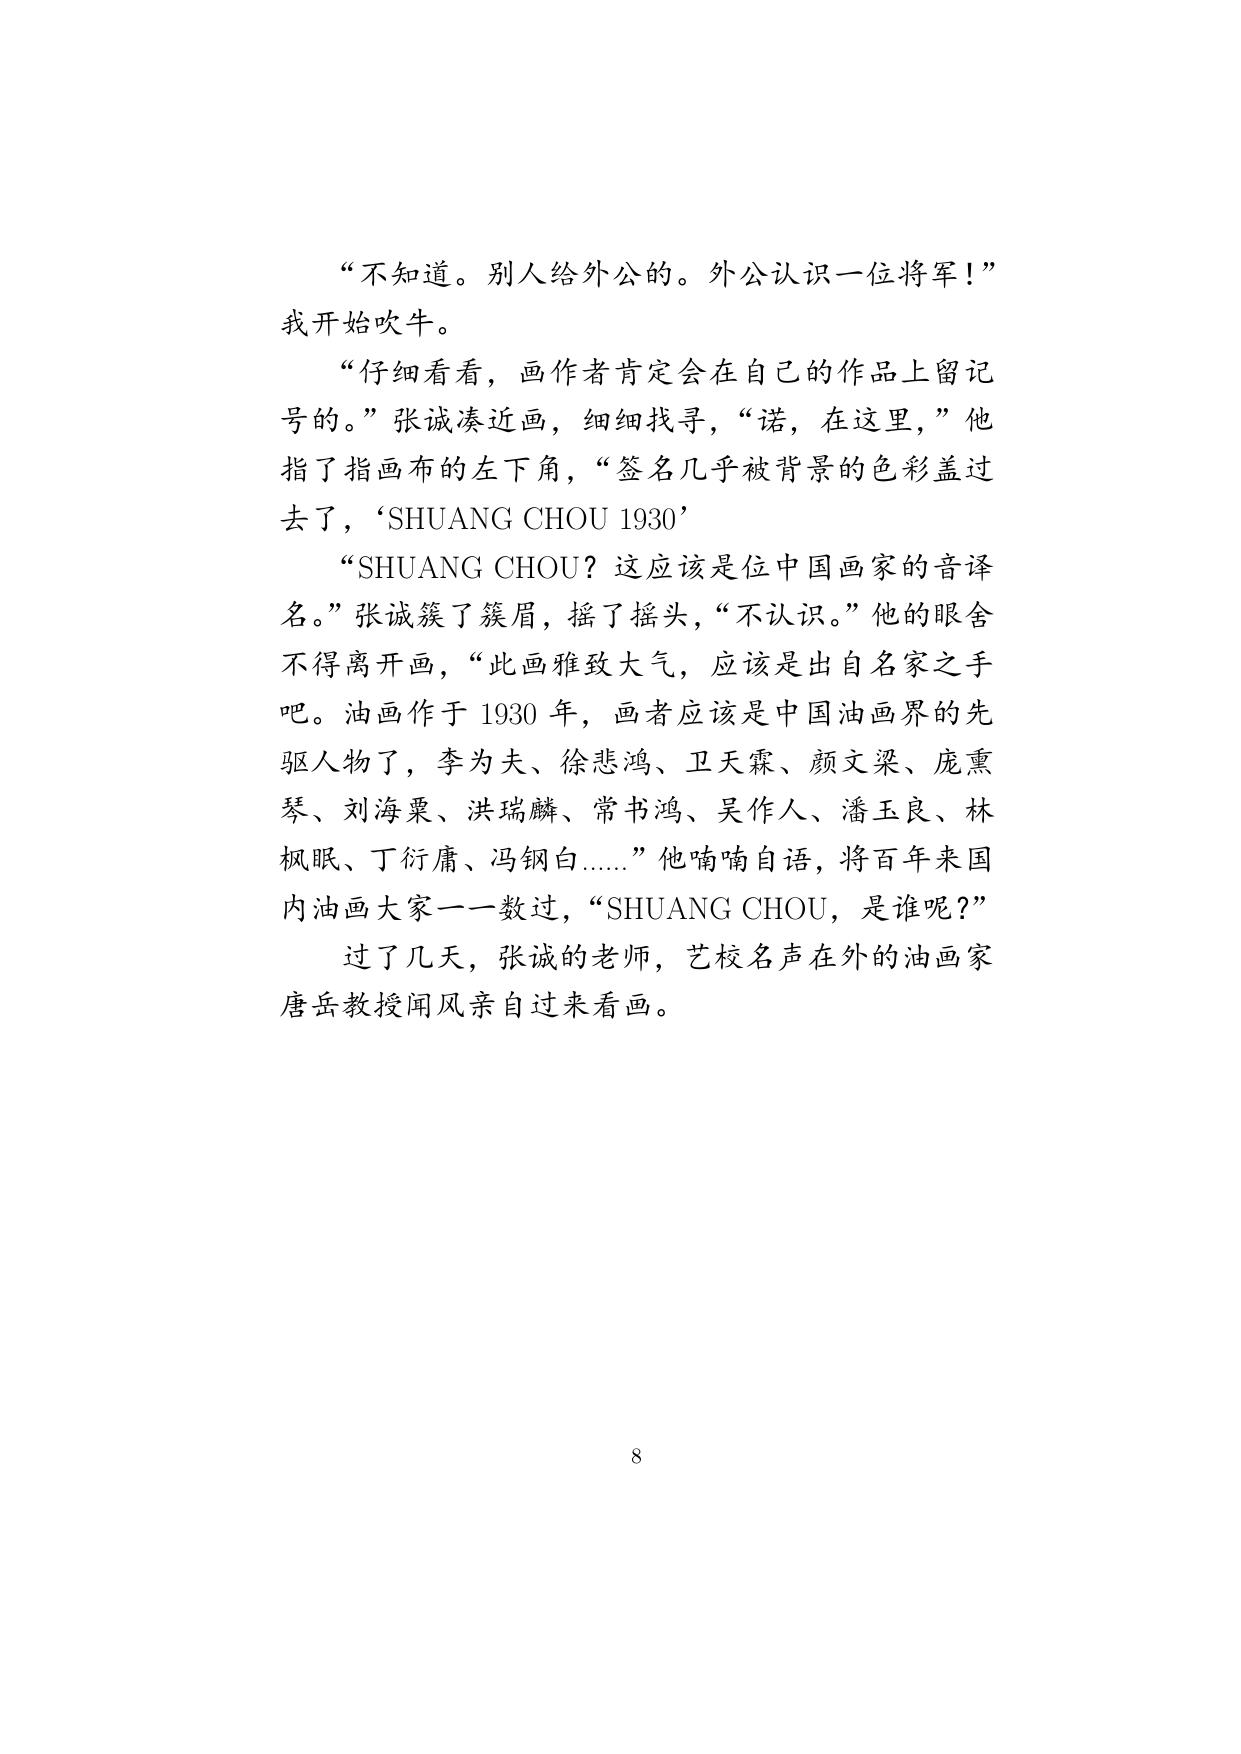 “不知道。别人给外公的。外公认识一位将军！”
我开始吹牛。
“仔细看看，画作者肯定会在自己的作品上留记
号的。”张诚凑近画，细细找寻，“诺，在这里，”他
指了指画布的左下角，“签名几乎被背景的色彩盖过
去了，‘SHUANG CHOU 1930’
“SHUANG CHOU？这应该是位中国画家的音译
名。”张诚簇了簇眉，摇了摇头，“不认识。”他的眼舍
不得离开画，“此画雅致大气，应该是出自名家之手
吧。油画作于 1930 年，画者应该是中国油画界的先
驱人物了，李为夫、徐悲鸿、卫天霖、颜文梁、庞熏
琴、刘海粟、洪瑞麟、常书鸿、吴作人、潘玉良、林
枫眠、丁衍庸、冯钢白......”他喃喃自语，将百年来国
内油画大家一一数过，“SHUANG CHOU，是谁呢？”
过了几天，张诚的老师，艺校名声在外的油画家
唐岳教授闻风亲自过来看画。
8